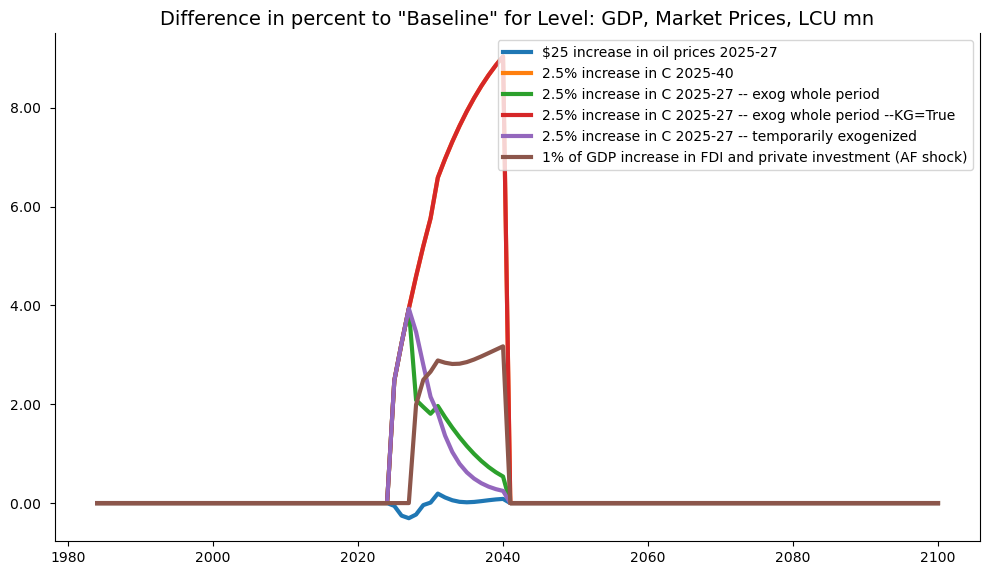 Difference in percent to "Baseline" for Level: GDP, Market Prices, LCU mn
$25 increase in oil prices 2025-27
2.5% increase in C 2025-40
2.5% increase in C 2025-27 -- exog whole period
2.5% increase in C 2025-27 -- exog whole period --KG=True
2.5% increase in C 2025-27 -- temporarily exogenized
1% of GDP increase in FDI and private investment (AF shock)
8.00
6.00
4.00
2.00
0.00
1980 2000 2020 2040 2060 2080 2100